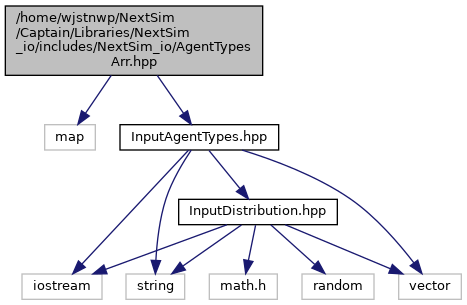 /home/wjstnwp/NextSim
/Captain/Libraries/NextSim
_io/includes/NextSim_io/AgentTypes
Arr.hpp
map
InputAgentTypes.hpp
InputDistribution.hpp
iostream
string
math.h
random
vector